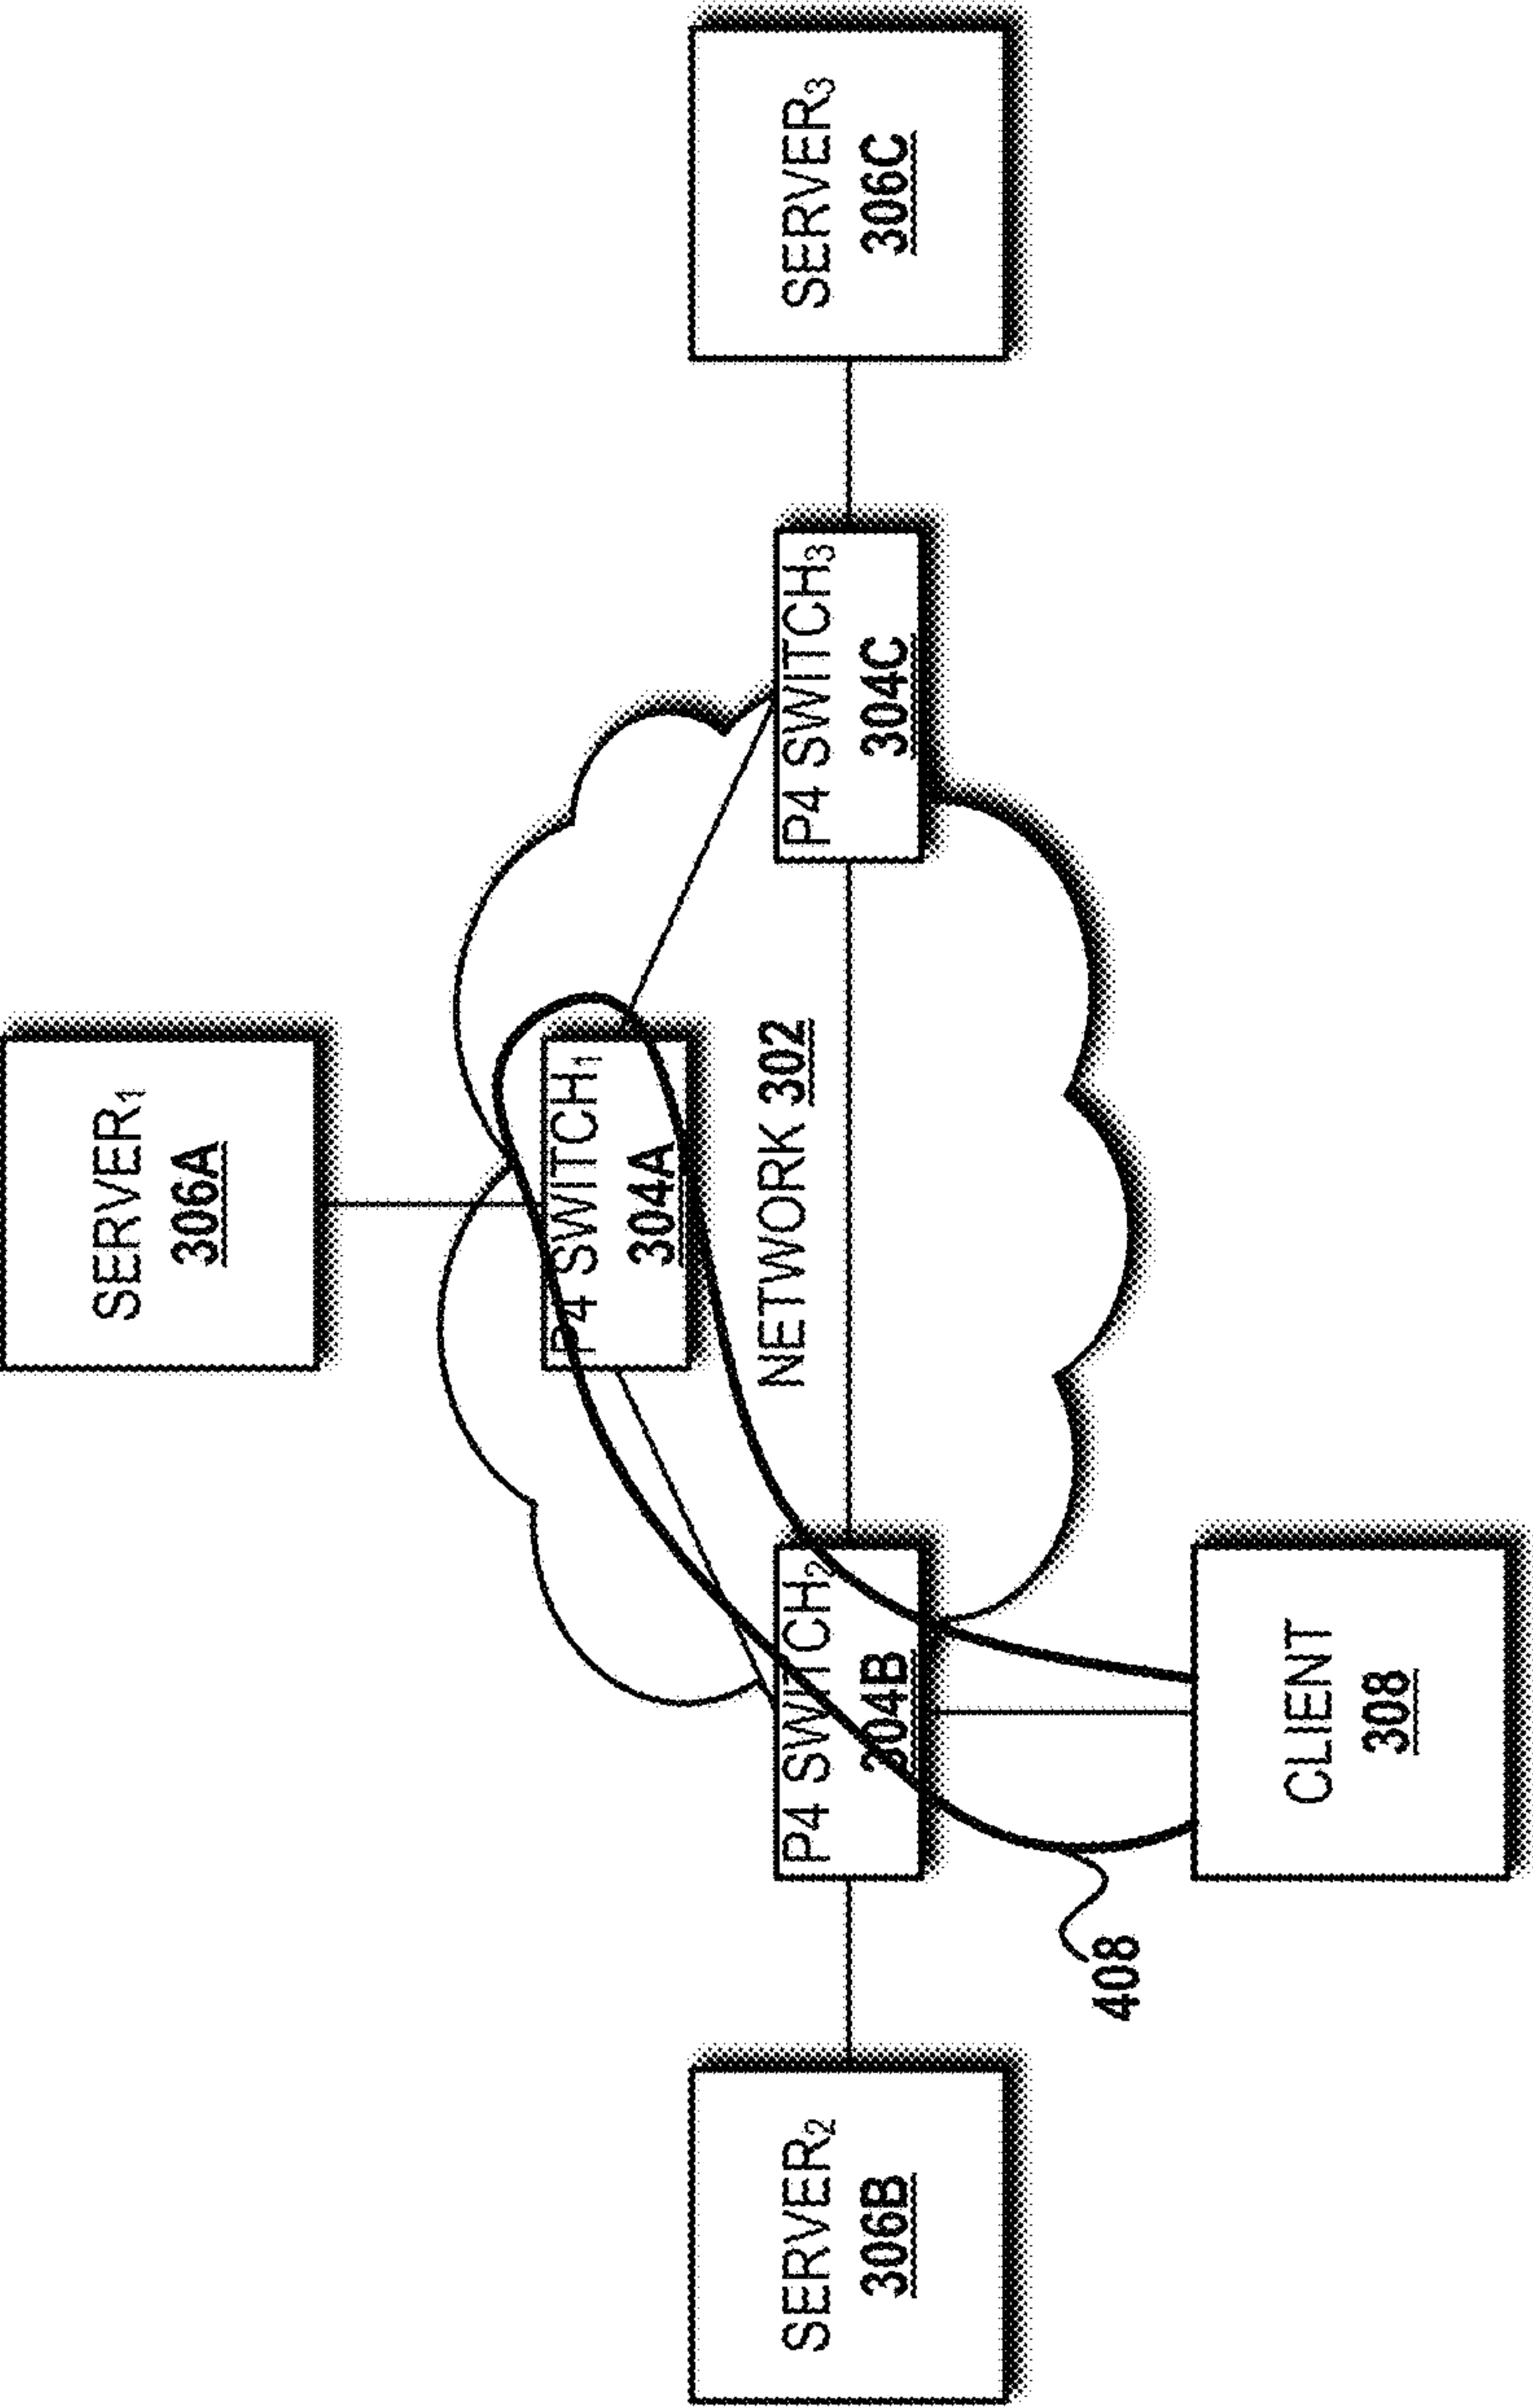 SERVER1
306A
P4 SWITCH1
304A
NETWORK 302
SERVER2
306B
P4 SWITCH2
304B
P4 SWITCH3
304C
SERVER3
306C
408
CLIENT
308